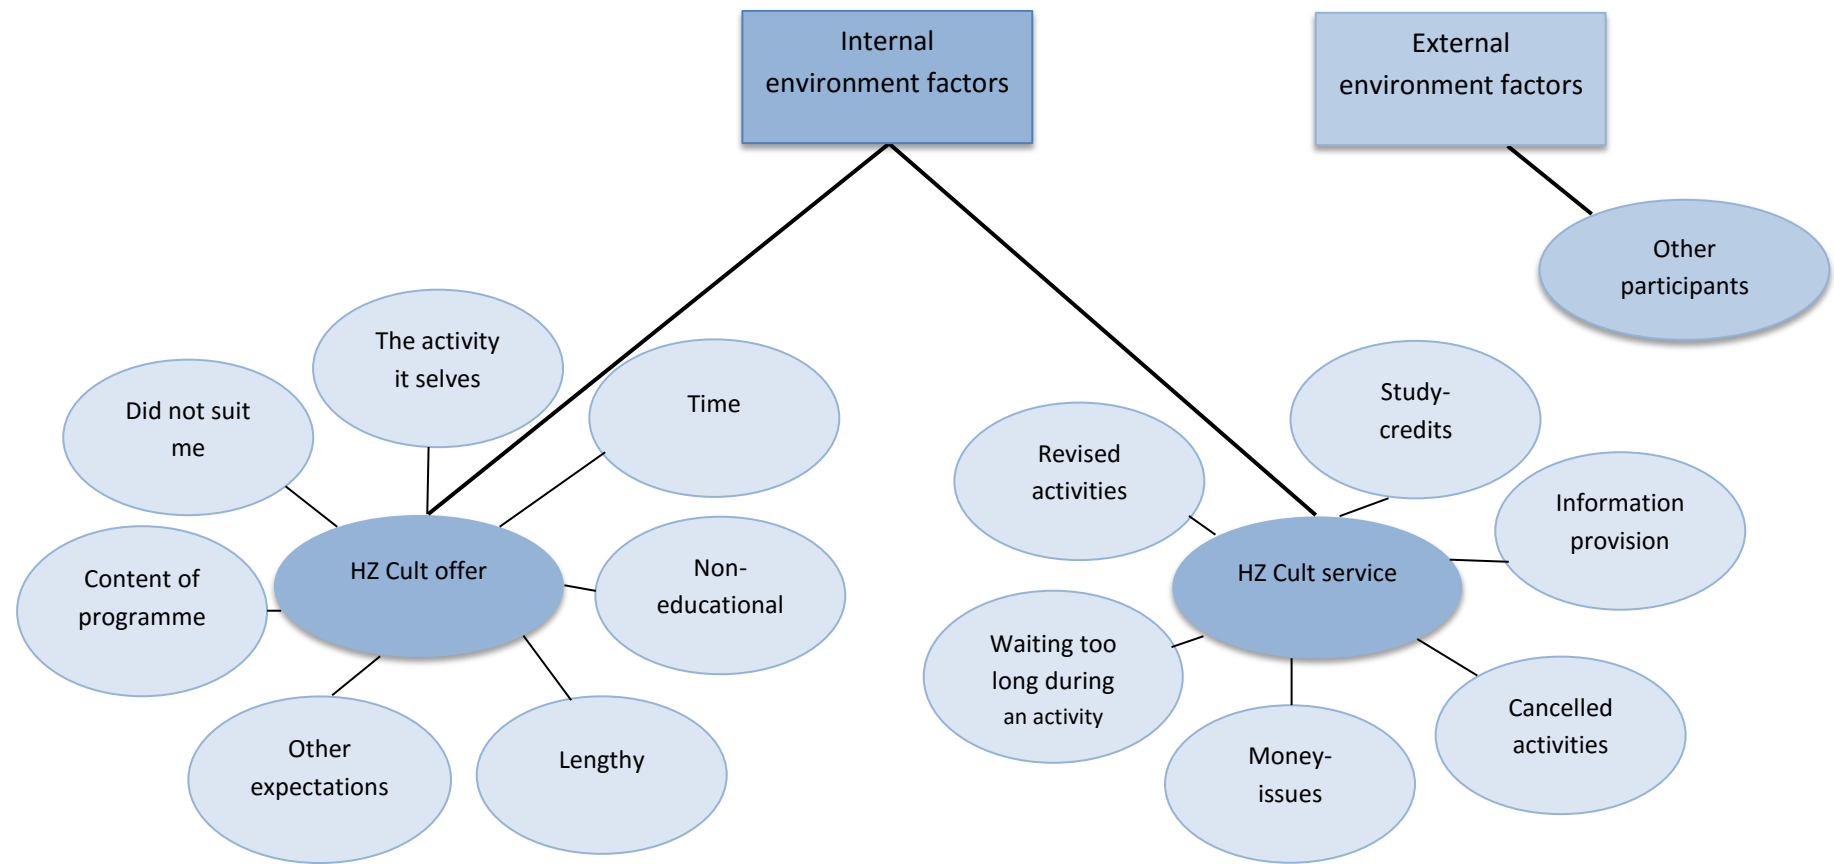 Internal
environment factors
External
environment factors
Other
participants
The activity
it selves
Did not suit
me
Time
Content of
programme
HZ Cult offer
Non-
educational
Other
expectations
Lengthy
Study-
credits
Revised
activities
Information
provision
HZ Cult service
Waiting too
long during
an activity
Money-
issues
Cancelled
activities